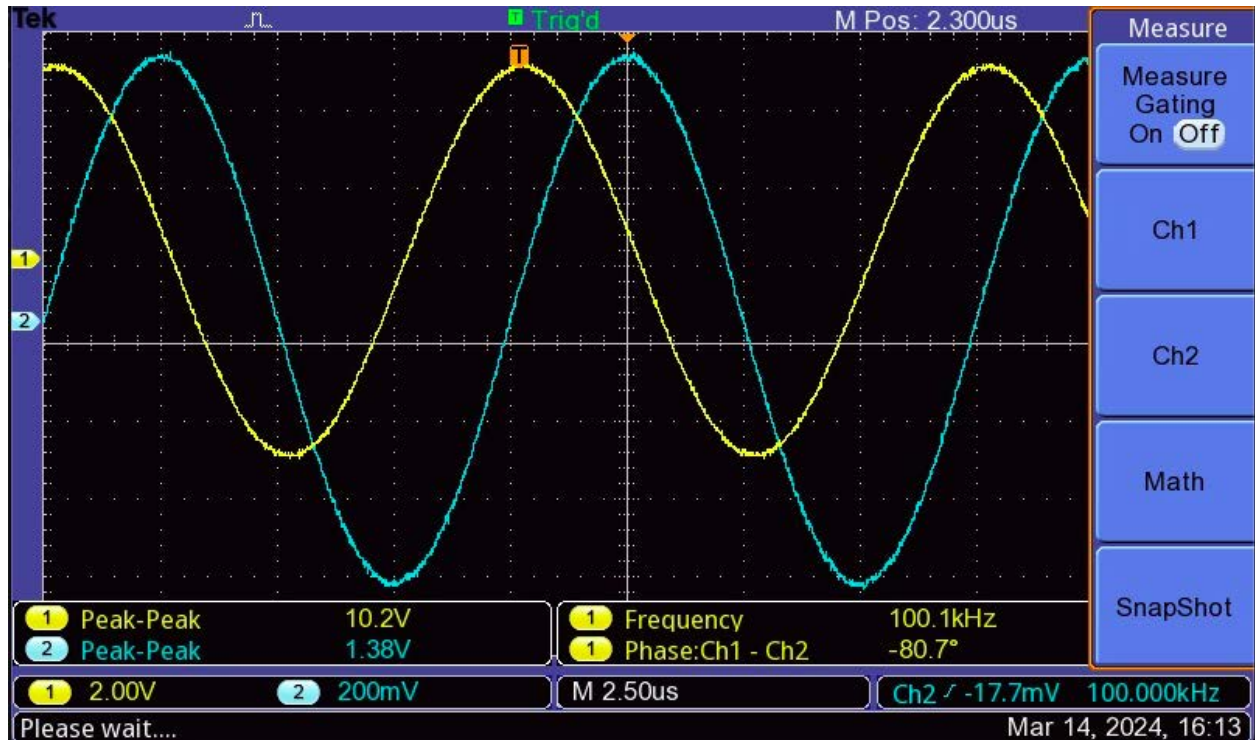 Tek
T Trig'd
M Pos: 2.300us
Measure
T
Measure
Gating
On Off
Ch1
1
2
Ch2
Math
SnapShot
1 Peak-Peak 10.2V
2 Peak-Peak 1.38V
1 Frequency 100.1kHz
1 Phase:Ch1 - Ch2 -80.7°
1 2.00V
2 200mV
M 2.50us
Ch2 -17.7mV 100.000kHz
Please wait....
Mar 14, 2024, 16:13